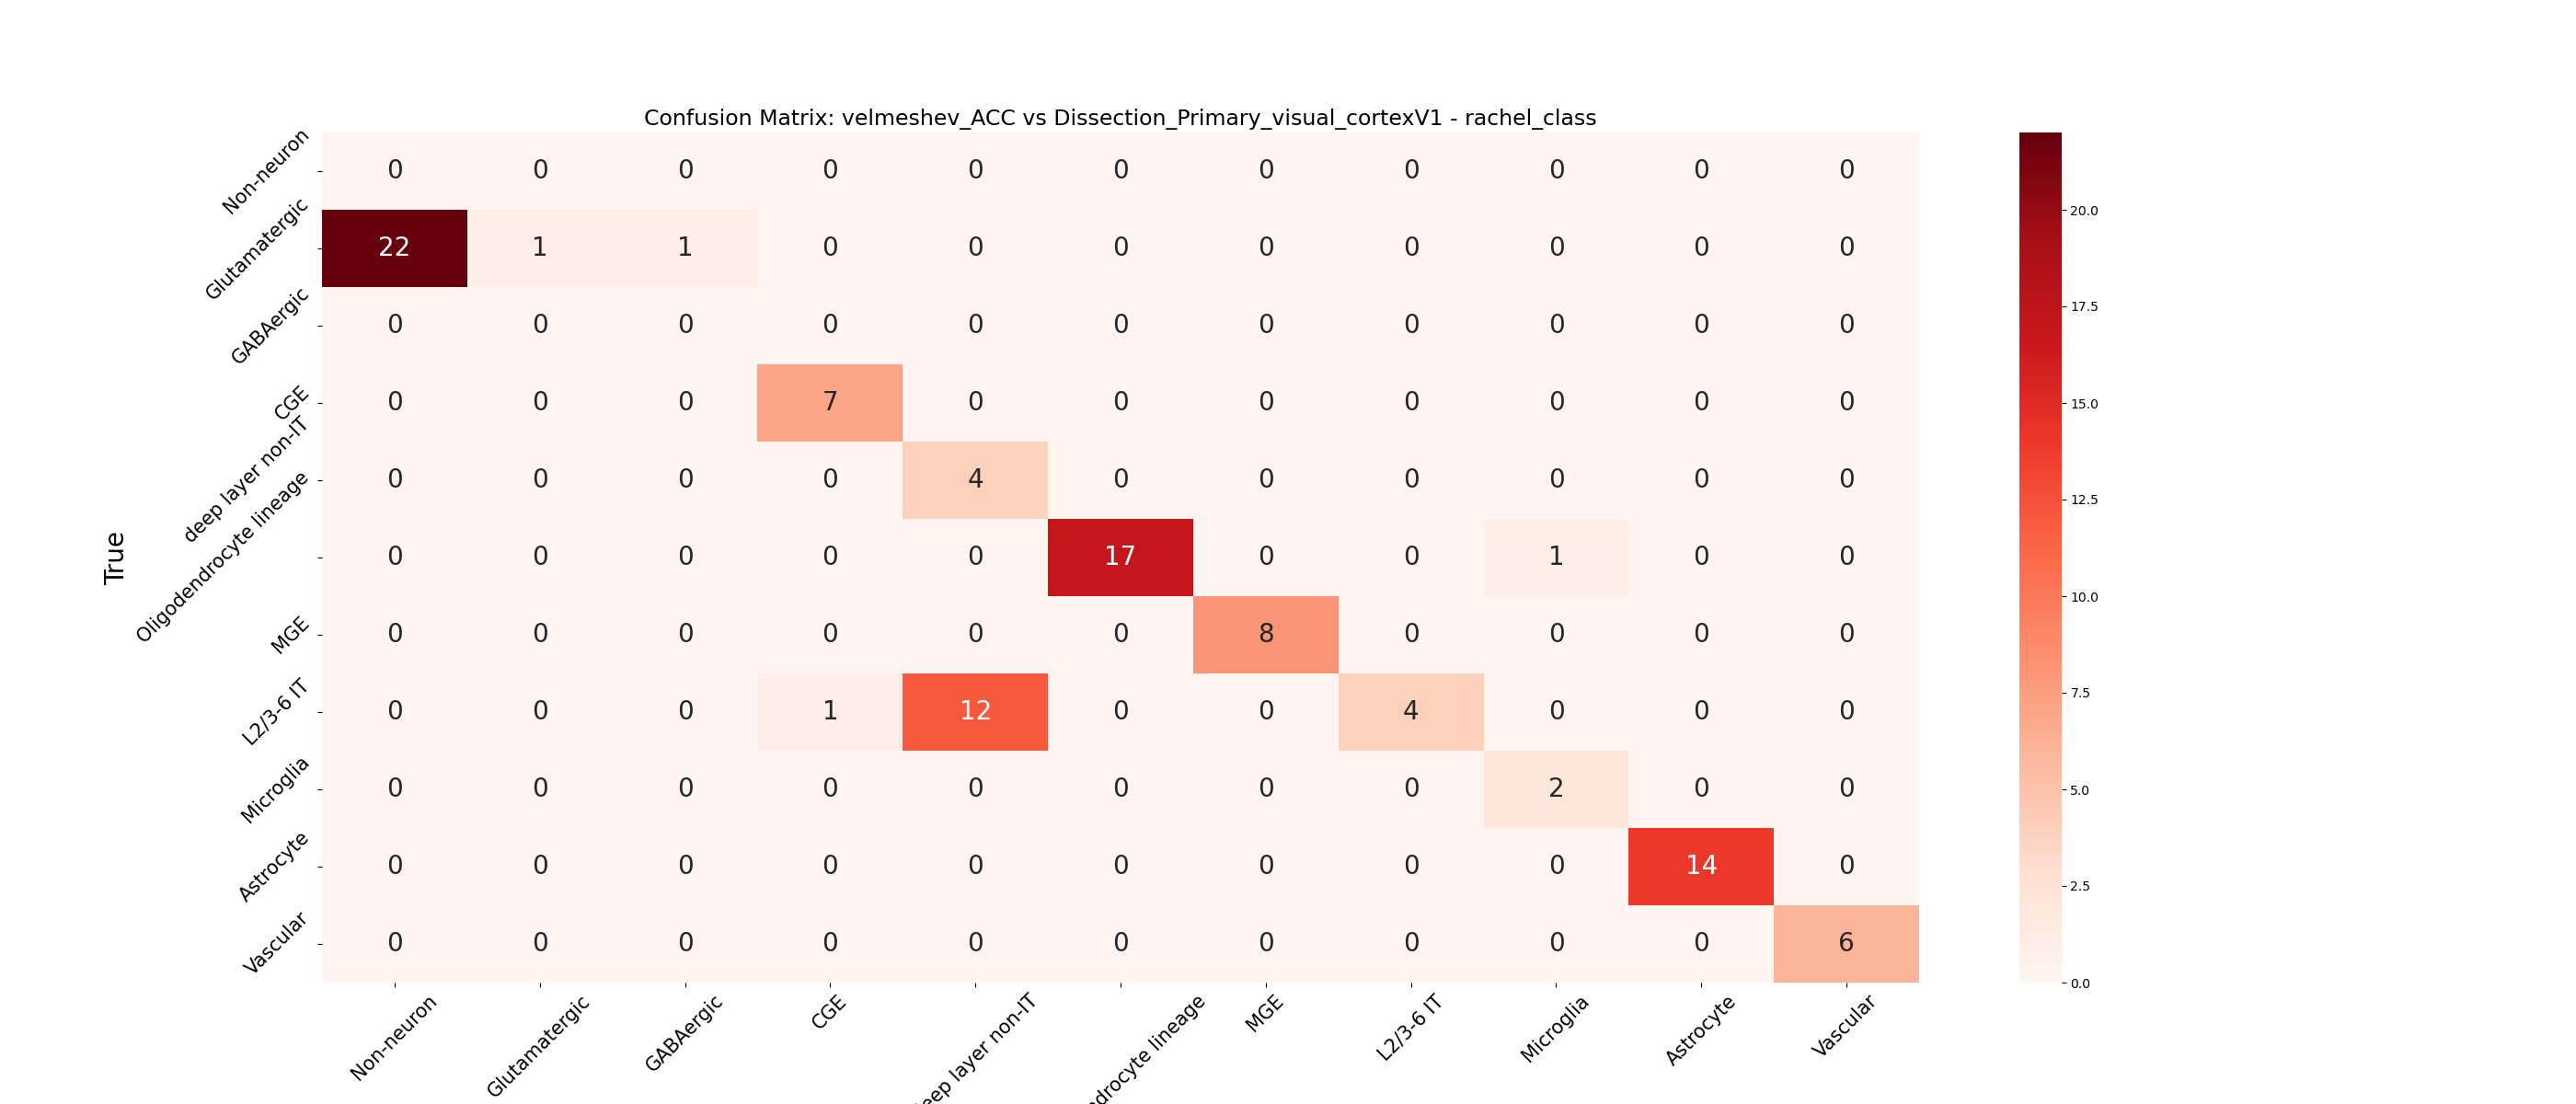 Confusion Matrix: velmeshev_ACC vs Dissection_Primary_visual_cortexV1 - rachel_class
Non-neuron 0 0 0 0 0 0 0 0 0 0 0
Glutamatergic 22 1 1 0 0 0 0 0 0 0 0
GABAergic 0 0 0 0 0 0 0 0 0 0 0
CGE 0 0 0 7 0 0 0 0 0 0 0
deep layer non-IT 0 0 0 0 4 0 0 0 0 0 0
Oligodendrocyte lineage 0 0 0 0 0 17 0 0 1 0 0
MGE 0 0 0 0 0 0 8 0 0 0 0
L2/3-6 IT 0 0 0 1 12 0 0 4 0 0 0
Microglia 0 0 0 0 0 0 0 0 2 0 0
Astrocyte 0 0 0 0 0 0 0 0 0 14 0
Vascular 0 0 0 0 0 0 0 0 0 0 6
True
Non-neuron
Glutamatergic
GABAergic
CGE
eep layer non-IT
ndrocyte lineage
MGE
L2/3-6 IT
Microglia
Astrocyte
Vascular
20.0
17.5
15.0
12.5
10.0
7.5
5.0
2.5
0.0